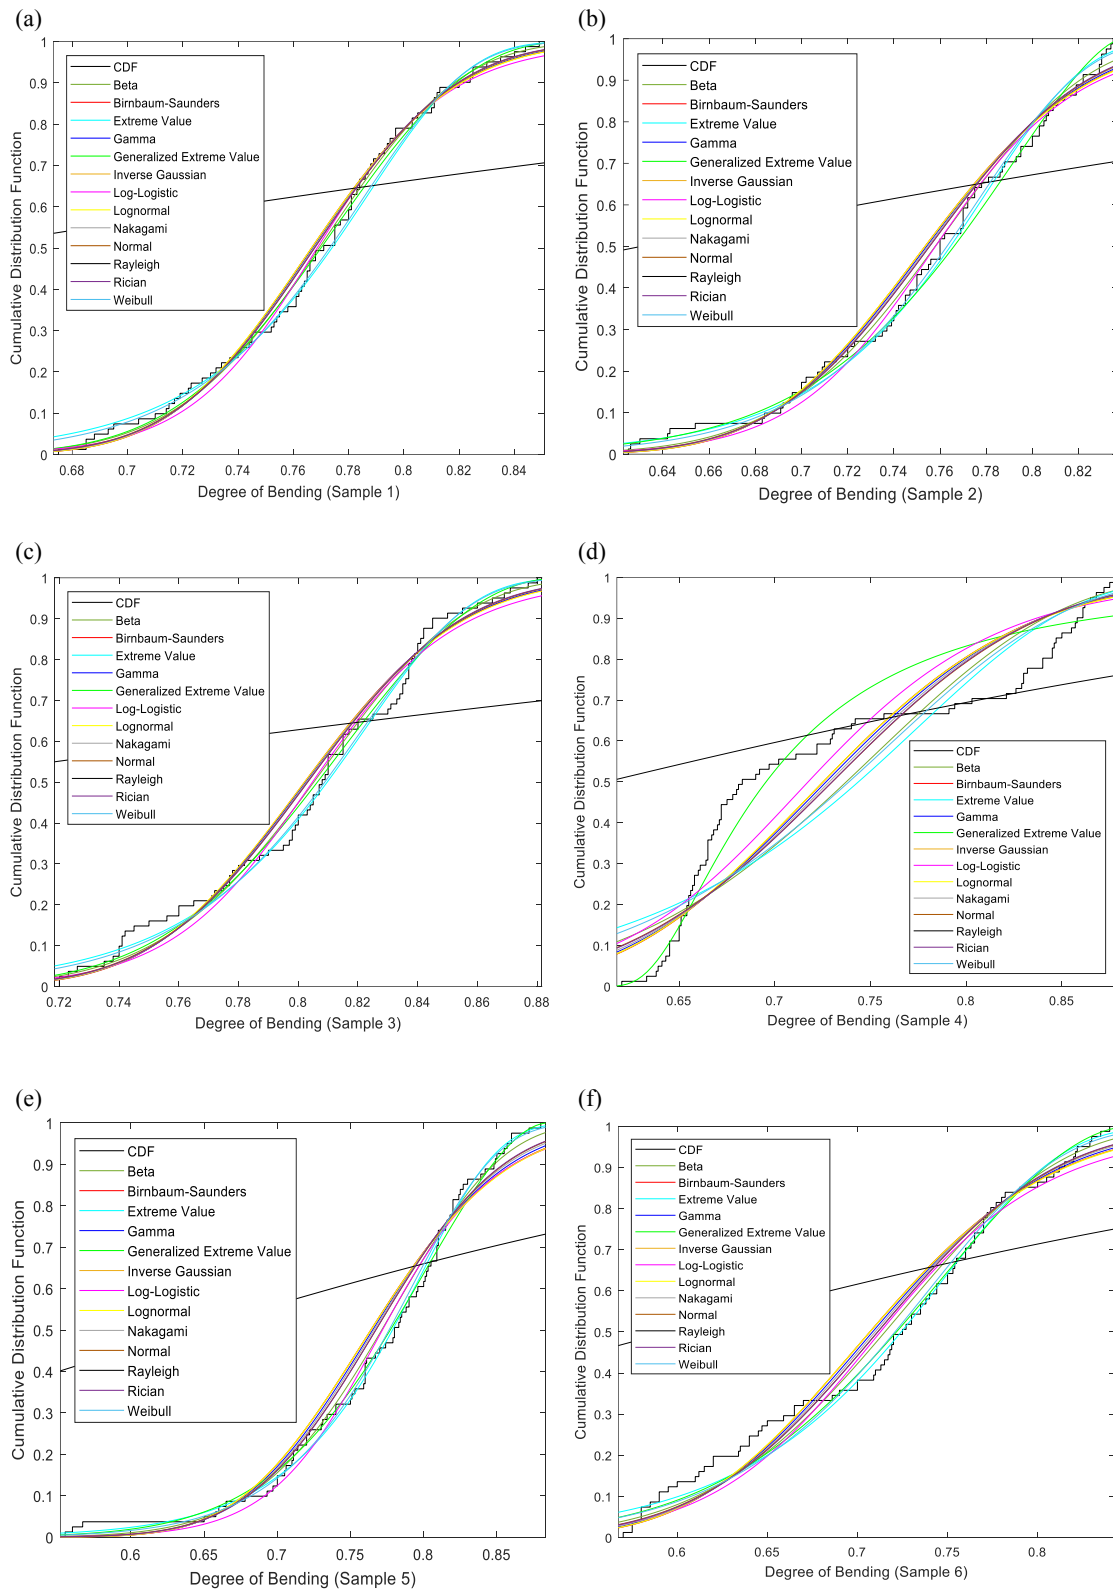 (a)
1
0.9
0.8
0.7
0.6
0.5
0.4
0.3
0.2
0.1
0
Cumulative Distribution Function
CDF
Beta
Birnbaum-Saunders
Extreme Value
Gamma
Generalized Extreme Value
Inverse Gaussian
Log-Logistic
Lognormal
Nakagami
Normal
Rayleigh
Rician
Weibull
0.68 0.7 0.72 0.74 0.76 0.78 0.8 0.82 0.84
Degree of Bending (Sample 1)
(b)
1
0.9
0.8
0.7
0.6
0.5
0.4
0.3
0.2
0.1
0
Cumulative Distribution Function
CDF
Beta
Birnbaum-Saunders
Extreme Value
Gamma
Generalized Extreme Value
Inverse Gaussian
Log-Logistic
Lognormal
Nakagami
Normal
Rayleigh
Rician
Weibull
0.64 0.66 0.68 0.7 0.72 0.74 0.76 0.78 0.8 0.82
Degree of Bending (Sample 2)
(c)
1
0.9
0.8
0.7
0.6
0.5
0.4
0.3
0.2
0.1
0
Cumulative Distribution Function
CDF
Beta
Birnbaum-Saunders
Extreme Value
Gamma
Generalized Extreme Value
Log-Logistic
Lognormal
Nakagami
Normal
Rayleigh
Rician
Weibull
0.72 0.74 0.76 0.78 0.8 0.82 0.84 0.86 0.88
Degree of Bending (Sample 3)
(d)
1
0.9
0.8
0.7
0.6
0.5
0.4
0.3
0.2
0.1
0
Cumulative Distribution Function
CDF
Beta
Birnbaum-Saunders
Extreme Value
Gamma
Generalized Extreme Value
Inverse Gaussian
Log-Logistic
Lognormal
Nakagami
Normal
Rayleigh
Rician
Weibull
0.65 0.7 0.75 0.8 0.85
Degree of Bending (Sample 4)
(e)
1
0.9
0.8
0.7
0.6
0.5
0.4
0.3
0.2
0.1
0
Cumulative Distribution Function
CDF
Beta
Birnbaum-Saunders
Extreme Value
Gamma
Generalized Extreme Value
Inverse Gaussian
Log-Logistic
Lognormal
Nakagami
Normal
Rayleigh
Rician
Weibull
0.6 0.65 0.7 0.75 0.8 0.85
Degree of Bending (Sample 5)
(f)
1
0.9
0.8
0.7
0.6
0.5
0.4
0.3
0.2
0.1
0
Cumulative Distribution Function
CDF
Beta
Birnbaum-Saunders
Extreme Value
Gamma
Generalized Extreme Value
Inverse Gaussian
Log-Logistic
Lognormal
Nakagami
Normal
Rayleigh
Rician
Weibull
0.6 0.65 0.7 0.75 0.8
Degree of Bending (Sample 6)